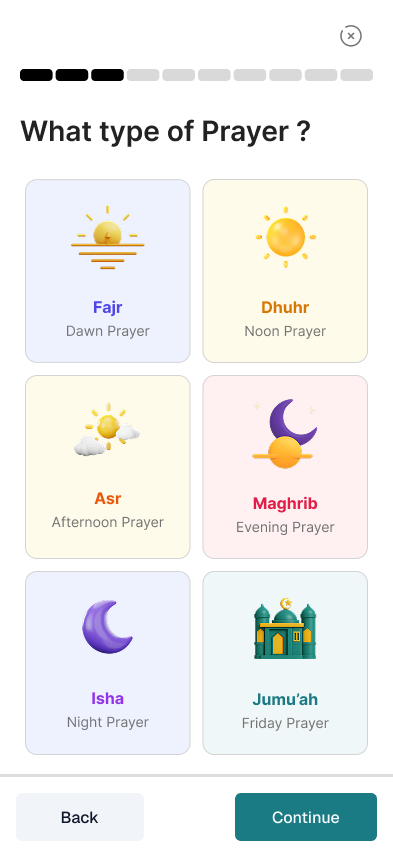 What type of Prayer ?
Fajr
Dawn Prayer
Dhuhr
Noon Prayer
Asr
Afternoon Prayer
Maghrib
Evening Prayer
Isha
Night Prayer
Jumu’ah
Friday Prayer
Back
Continue